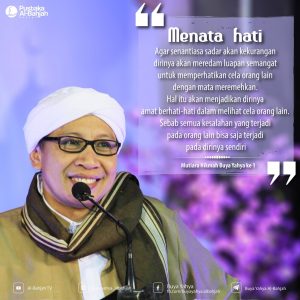 Pustaka
Al-Bahjah
Menata hati
Agar senantiasa sadar akan kekurangan
dirinya akan meredam luapan semangat
untuk memperhatikan cela orang lain
dengan mata meremehkan.
Hal itu akan menjadikan dirinya
amat berhati-hati dalam melihat cela orang lain.
Sebab semua kesalahan yang terjadi
pada orang lain bisa saja terjadi
pada dirinya sendiri
Mutiara Hikmah Buya Yahya ke-1
Al-Bahjah TV
Buya Yahya
Buya Yahya Al-Bahjah